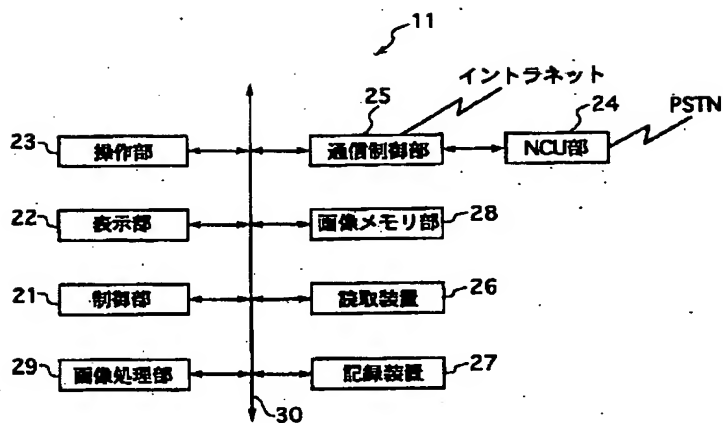 11
イントラネット
25
24
PSTN
23
操作部
通信制御部
NCU部
22
表示部
画像メモリ部
28
21
制御部
読取装置
26
29
画像処理部
記録装置
27
30